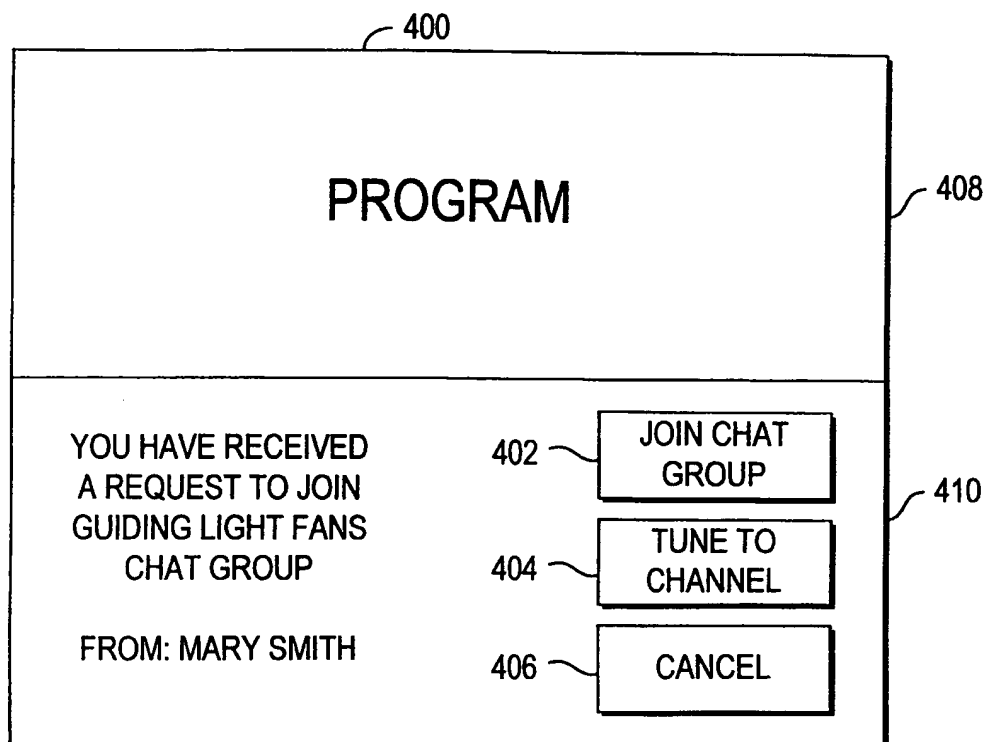 400
PROGRAM
408
YOU HAVE RECEIVED
A REQUEST TO JOIN
GUIDING LIGHT FANS
CHAT GROUP
FROM: MARY SMITH
402
JOIN CHAT
GROUP
410
404
TUNE TO
CHANNEL
406
CANCEL